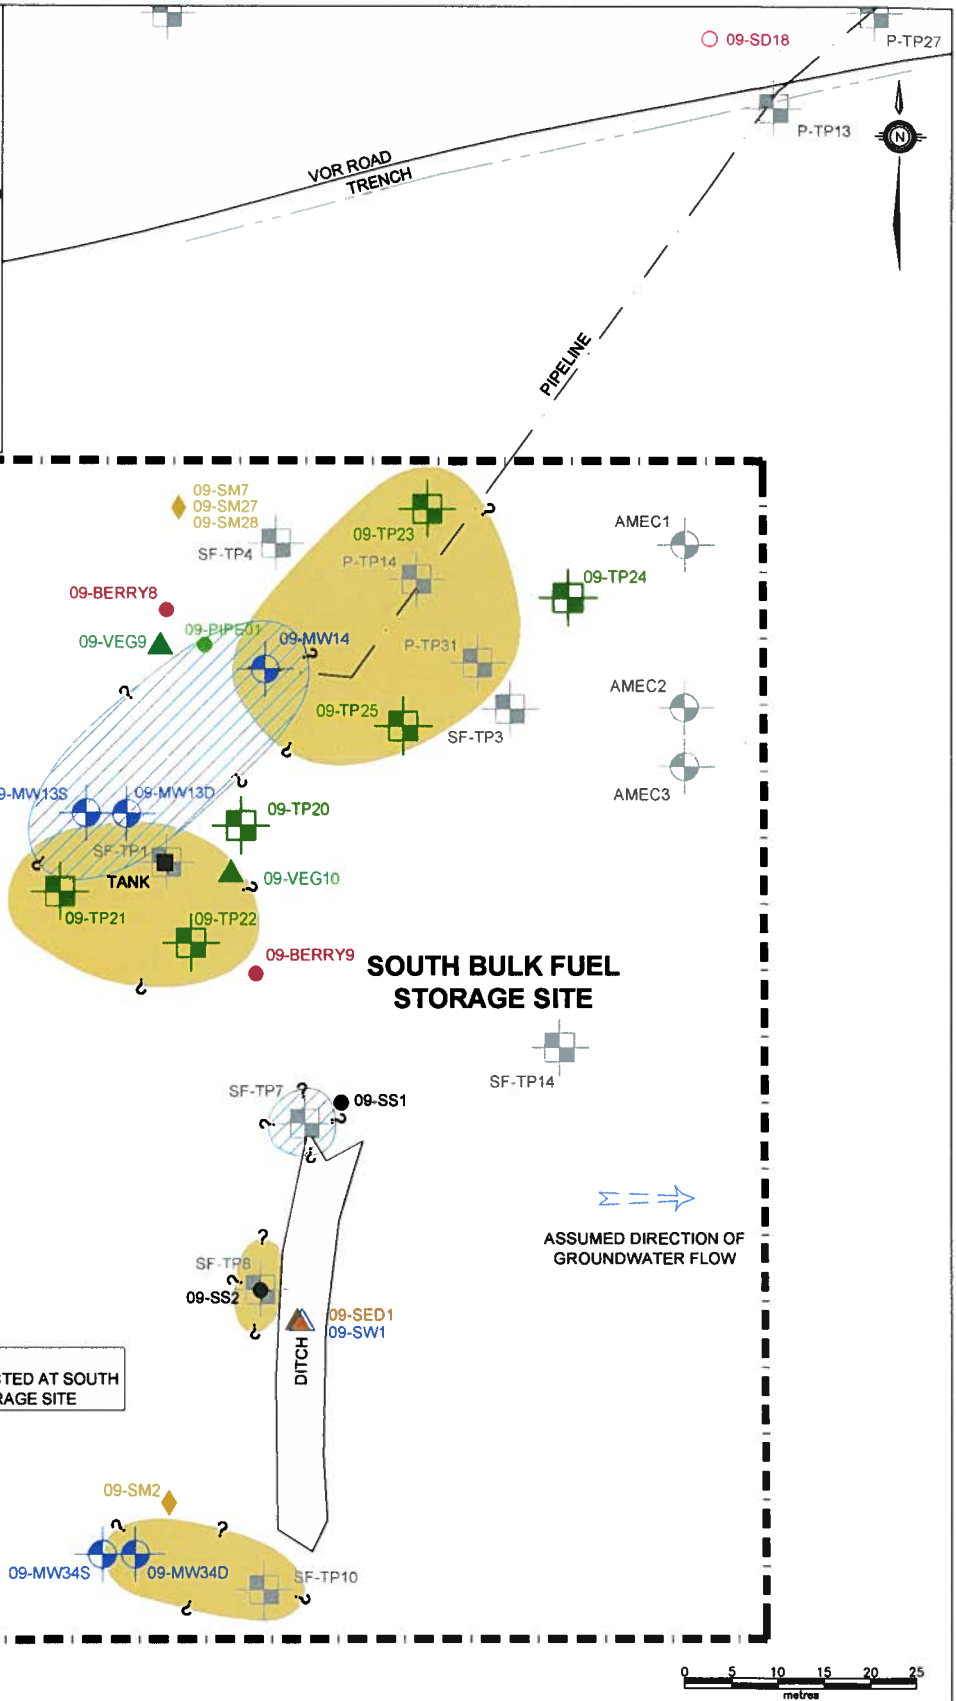 09-SD18
P-TP27
P-TP13
N
VOR ROAD
TRENCH
PIPELINE
09-SM7
09-SM27
09-SM28
SF-TP4
09-TP23
?
P-TP14
AMEC1
09-TP24
09-BERRY8
09-VEG9
09-PIPE01
09-MW14
?
P-TP31
?
09-TP25
SF-TP3
AMEC2
?
?
AMEC3
09-MW13S
09-MW13D
09-TP20
SF-TP1
?
TANK
09-VEG10
?
09-TP21
09-TP22
09-BERRY9
?
SOUTH BULK FUEL
STORAGE SITE
SF-TP14
SF-TP7
?
09-SS1
?
?
?
ASSUMED DIRECTION OF
GROUNDWATER FLOW
?
SF-TP8
?
09-SS2
?
09-SED1
09-SW1
DITCH
TED AT SOUTH
RAGE SITE
09-SM2
?
?
09-MW34S
09-MW34D
SF-TP10
?
?
0 5 10 15 20 25
metres